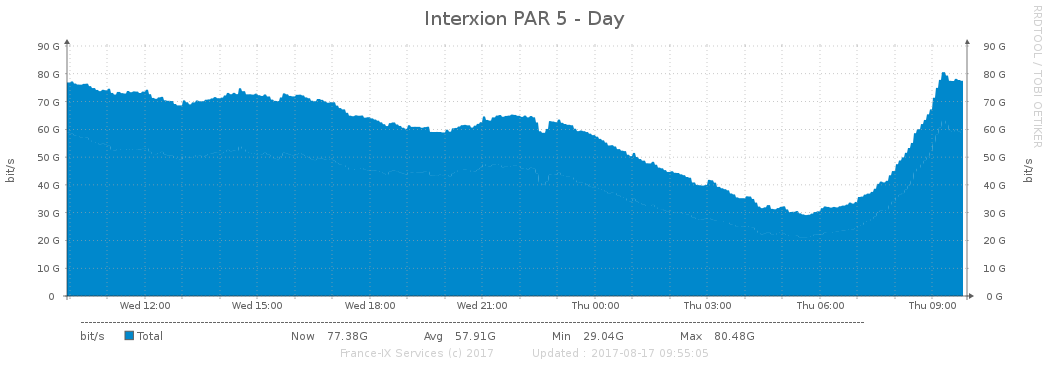 Interxion PAR 5 - Day
RRDTOOL / TOBI OETIKER
90 G 90 G
80 G 80 G
70 G 70 G
60 G 60 G
50 G 50 G
40 G 40 G
30 G 30 G
20 G 20 G
10 G 10 G
0 0 G
bit/s bit/s
Wed 12:00 Wed 15:00 Wed 18:00 Wed 21:00 Thu 00:00 Thu 03:00 Thu 06:00 Thu 09:00
bit/s Total Now 77.38G Avg 57.91G Min 29.04G Max 80.48G
France-IX Services (c) 2017 Updated : 2017-08-17 09:55:05